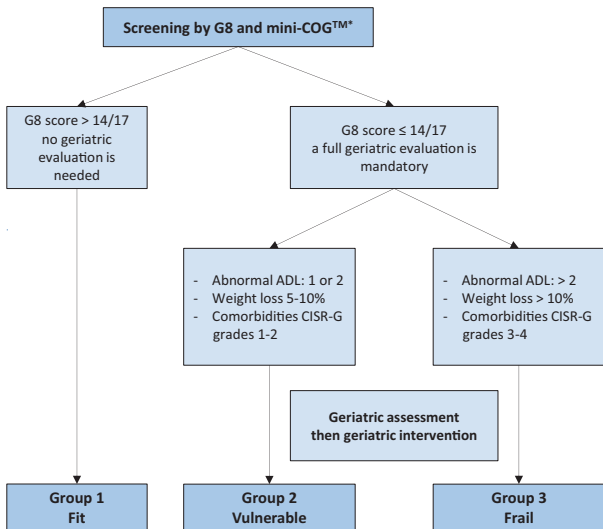 Screening by G8 and mini-COG™*
G8 score > 14/17
no geriatric
evaluation is
needed
G8 score ≤ 14/17
a full geriatric evaluation is
mandatory
- Abnormal ADL: 1 or 2
- Weight loss 5-10%
- Comorbidities CISR-G
grades 1-2
- Abnormal ADL: > 2
- Weight loss > 10%
- Comorbidities CISR-G
grades 3-4
Geriatric assessment
then geriatric intervention
Group 1
Fit
Group 2
Vulnerable
Group 3
Frail